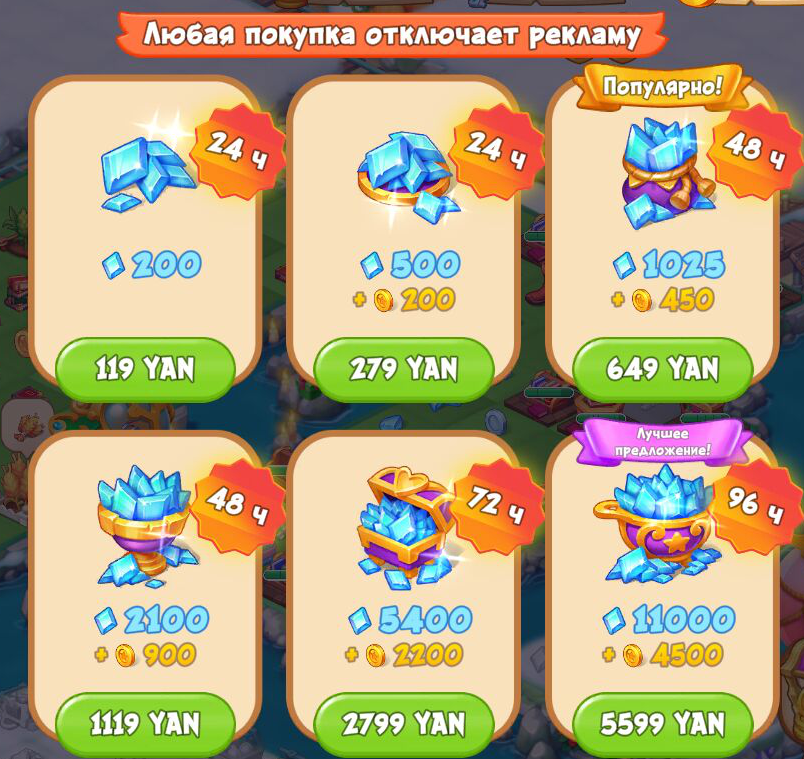 Любая покупка отключает рекламу
24 ч
200
119 YAN
24 ч
500
+ 200
279 YAN
Популярно!
48 ч
1025
+ 450
649 YAN
48 ч
2100
+ 900
1119 YAN
72 ч
5400
+ 2200
2799 YAN
Лучшее
предложение!
96 ч
11000
+ 4500
5599 YAN